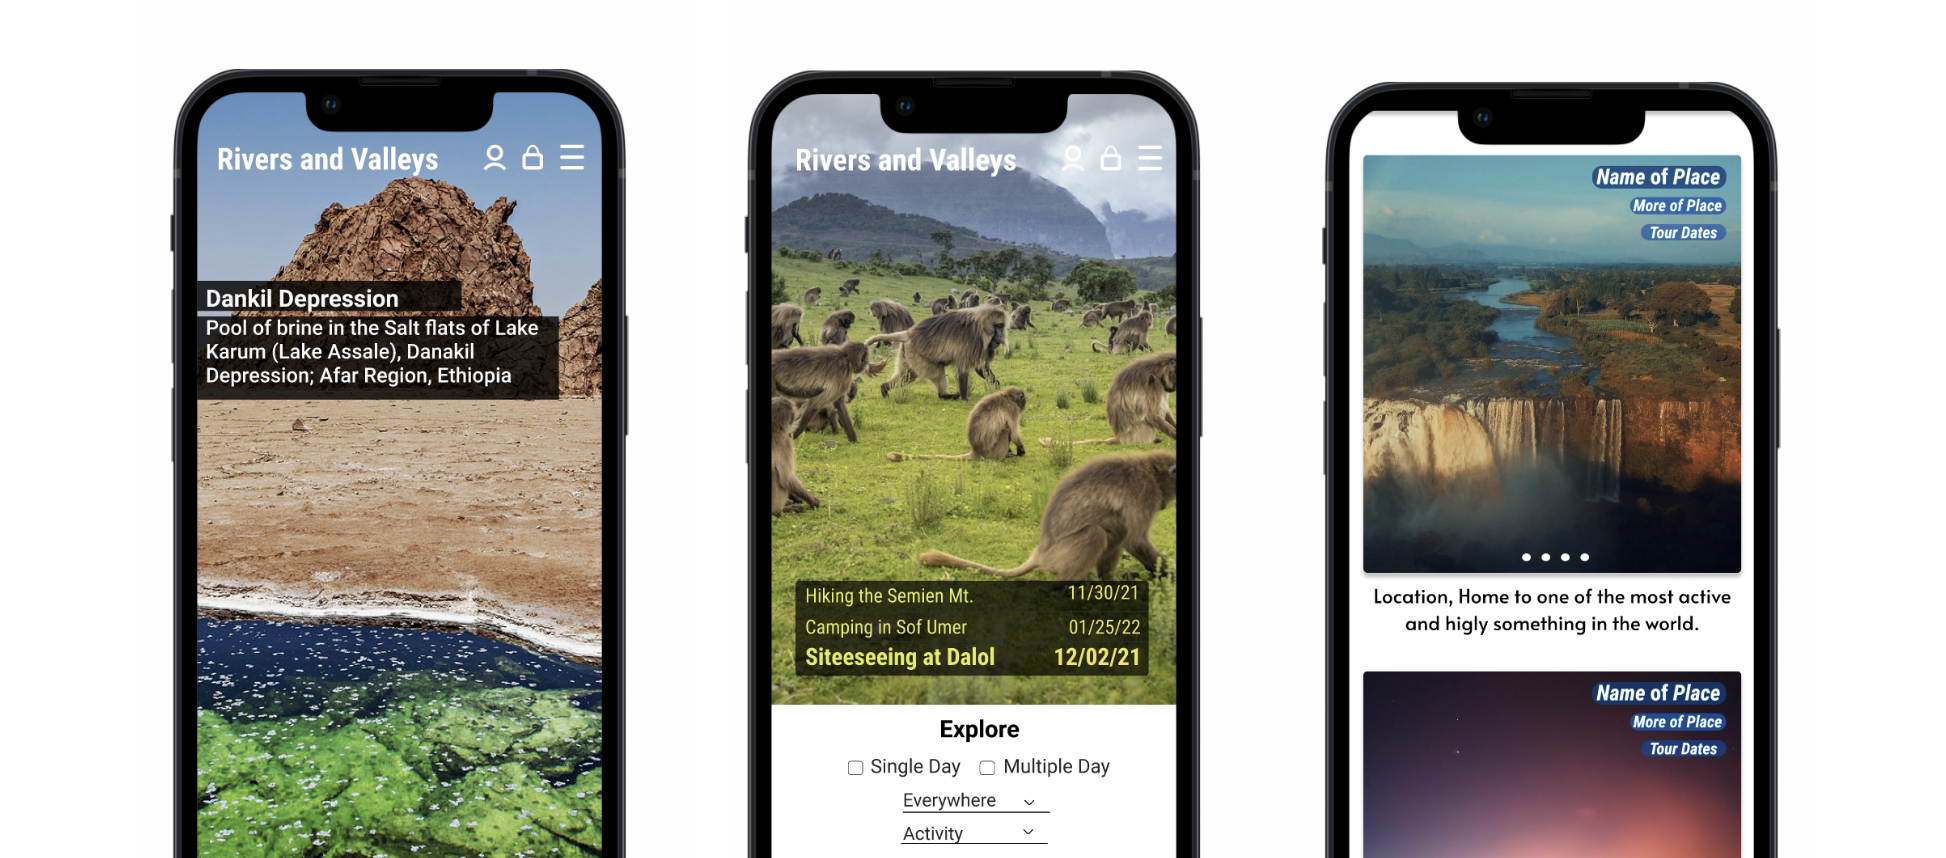 Rivers and Valleys
Dankil Depression
Pool of brine in the Salt flats of Lake
Karum (Lake Assale), Danakil
Depression; Afar Region, Ethiopia
Rivers and Valleys
Hiking the Semien Mt. 11/30/21
Camping in Sof Umer 01/25/22
Siteeseeing at Dalol 12/02/21
Explore
Single Day Multiple Day
Everywhere
Activity
Name of Place
More of Place
Tour Dates
Location, Home to one of the most active
and higly something in the world.
Name of Place
More of Place
Tour Dates